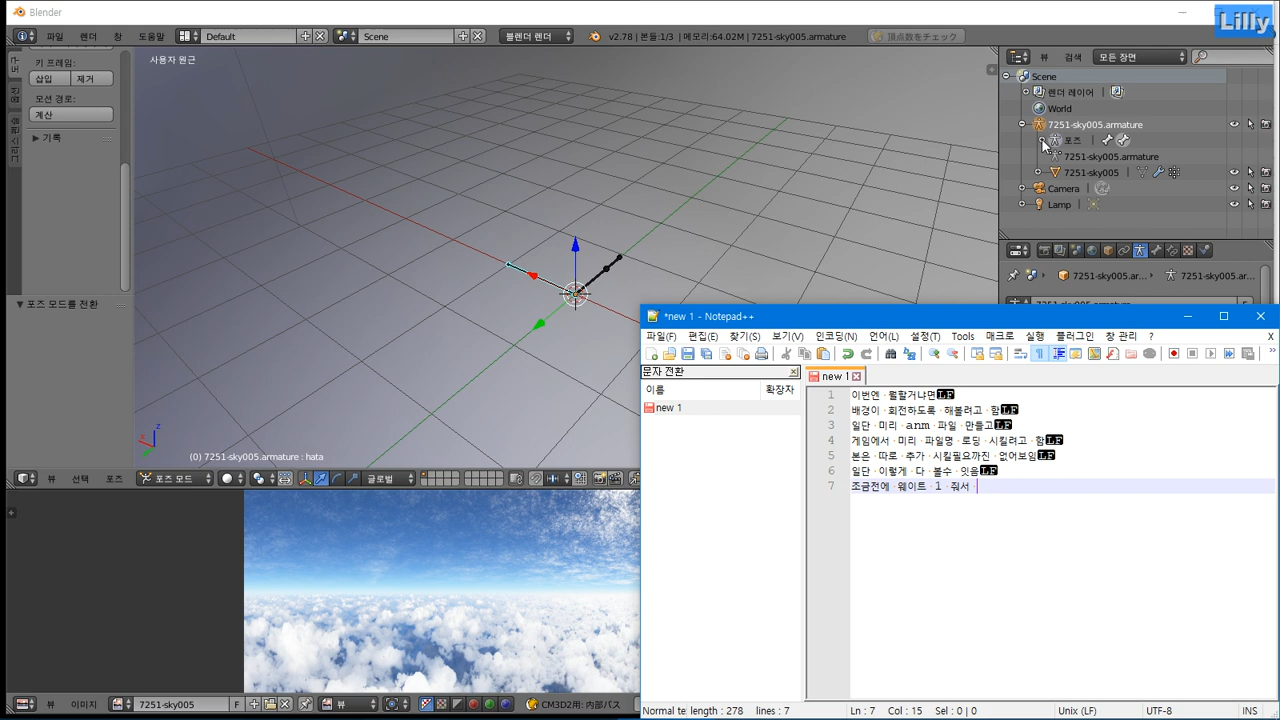 Blender
Lilly
파일
렌더
창
도움말
Default
Scene
블렌더 렌더
v2.78 | 본들:1/3 | 메모리:64.02M | 7251-sky005.armature
頂点数をチェック
키 프레임:
삽입
제거
모션 경로:
계산
기록
포즈 모드를 전환
사용자 원근
(0) 7251-sky005.armature : hata
뷰
선택
포즈
포즈 모드
글로벌
뷰
이미지
7251-sky005
F
뷰
CM3D2用: 内部パス
뷰
검색
모든 장면
Scene
렌더 레이어
World
7251-sky005.armature
포즈
7251-sky005.armature
7251-sky005
Camera
Lamp
7251-sky005.ar...
7251-sky005.ar...
*new 1 - Notepad++
파일(F) 편집(E) 찾기(S) 보기(V) 인코딩(N) 언어(L) 설정(T) Tools 매크로 실행 플러그인 창 관리 ? X
문자 전환
new 1
이름
확장자
new 1
1 이번엔 뭘할거냐면LF
2 배경이 회전하도록 해볼려고 함LF
3 일단 미리 anm 파일 만들고LF
4 게임에서 미리 파일명 로딩 시킬려고 함LF
5 본은 따로 추가 시킬필요까진 없어보임LF
6 일단 이렇게 다 볼수 잇음LF
7 조금전에 웨이트 1 줘서
Normal te length : 278 lines : 7
Ln : 7 Col : 15 Sel : 0 | 0
Unix (LF)
UTF-8
INS